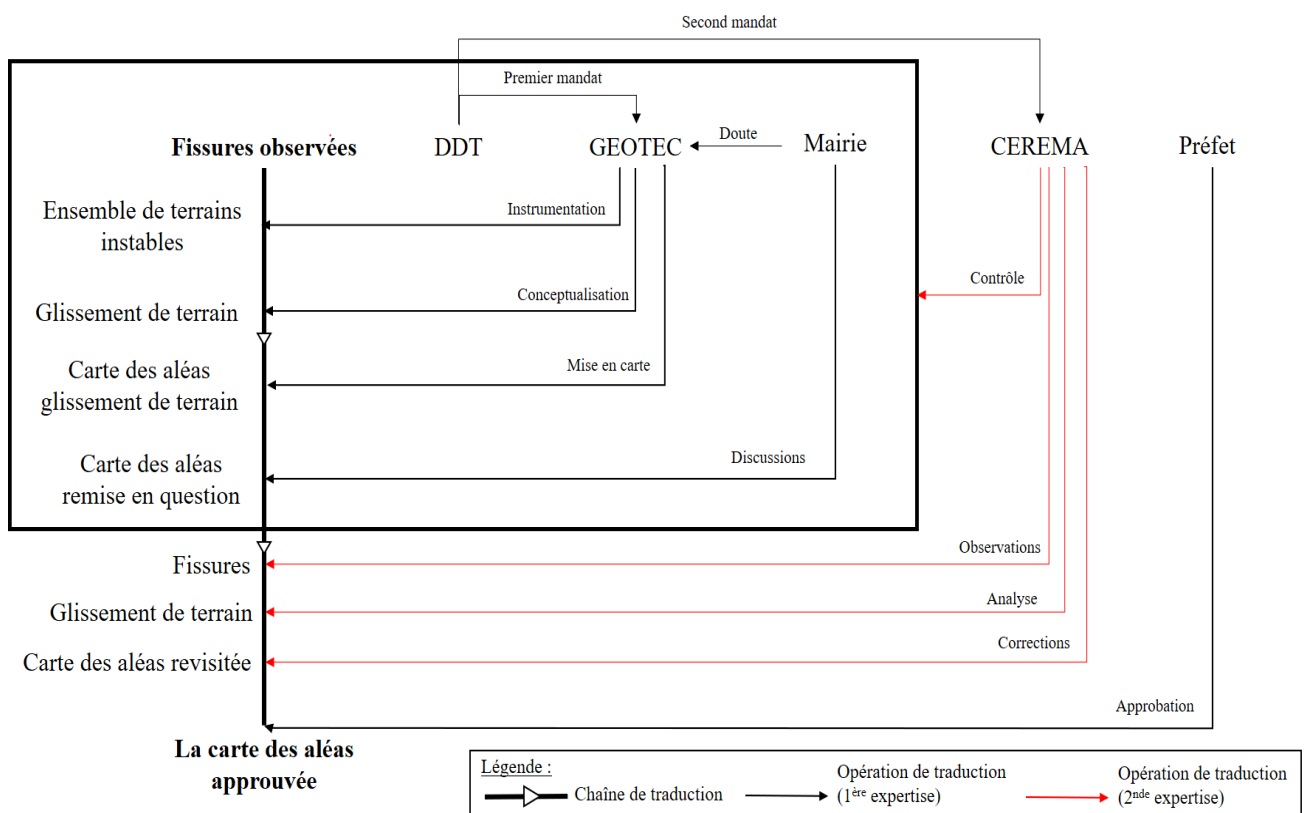 Second mandat
Premier mandat
Fissures observées
DDT
GEOTEC
Doute
Mairie
CEREMA
Préfet
Ensemble de terrains
instables
Instrumentation
Contrôle
Glissement de terrain
Conceptualisation
Carte des aléas
glissement de terrain
Mise en carte
Carte des aléas
remise en question
Discussions
Fissures
Observations
Glissement de terrain
Analyse
Carte des aléas revisitée
Corrections
Approbation
La carte des aléas
approuvée
Légende :
Chaîne de traduction
Opération de traduction
(1ère expertise)
Opération de traduction
(2nde expertise)